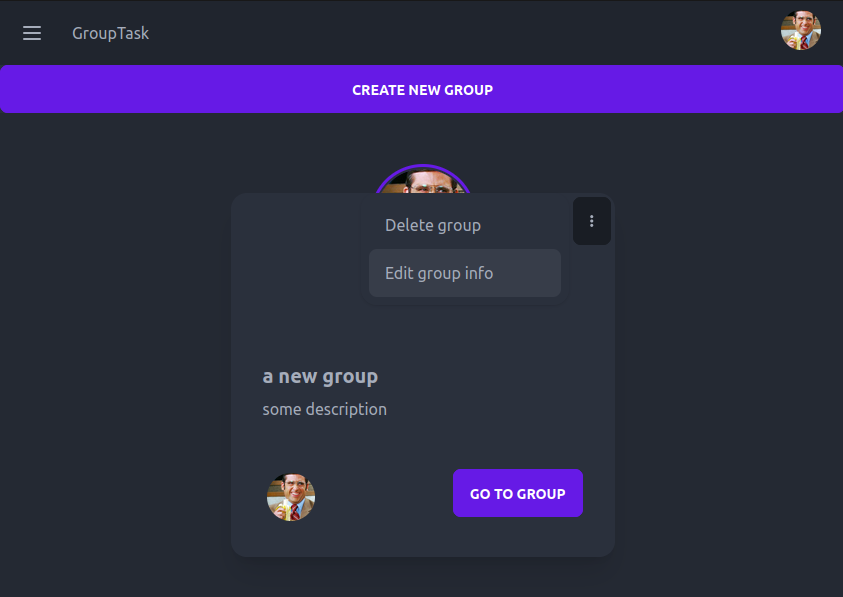 GroupTask
CREATE NEW GROUP
Delete group
Edit group info
a new group
some description
GO TO GROUP